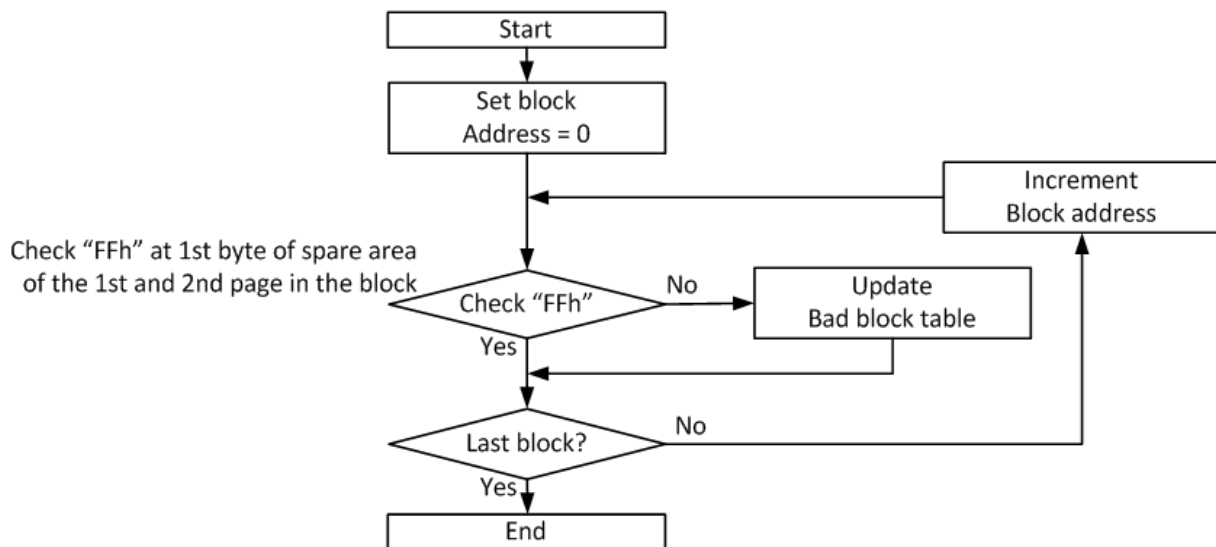 Start
Set block
Address = 0
Increment
Block address
Check “FFh” at 1st byte of spare area
of the 1st and 2nd page in the block
Check “FFh”
No
Update
Bad block table
Yes
Last block?
No
Yes
End